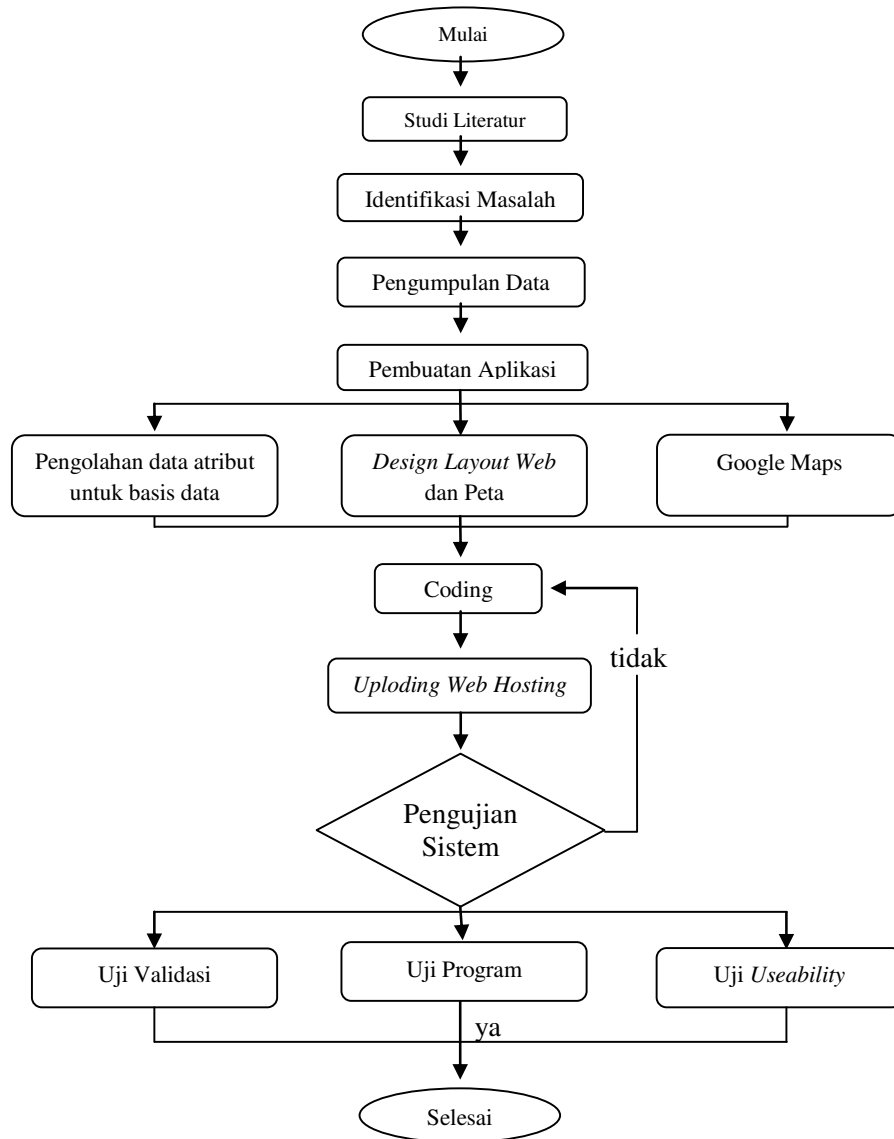 Mulai
Studi Literatur
Identifikasi Masalah
Pengumpulan Data
Pembuatan Aplikasi
Pengolahan data atribut
untuk basis data
Design Layout Web
dan Peta
Google Maps
Coding
tidak
Uploding Web Hosting
Pengujian
Sistem
Uji Validasi
Uji Program
Uji Useability
ya
Selesai